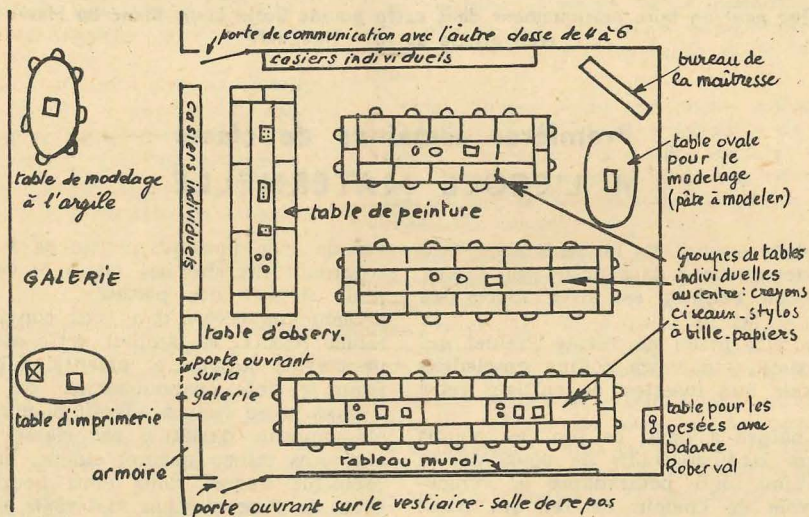 porte de communication avec l'autre classe de 4 à 6
casiers individuels
bureau de
la maîtresse
casiers individuels
table ovale
pour le
modelage
(pâte à modeler)
table de modelage
à l'argile
table de peinture
GALERIE
Groupes de tables
individuelles
au centre: crayons
ciseaux - stylos
à bille - papiers
table d'observ.
porte ouvrant
sur la
galerie
table d'imprimerie
table pour les
pesées avec
balance
Roberval
armoire
tableau mural
porte ouvrant sur le vestiaire - salle de repos